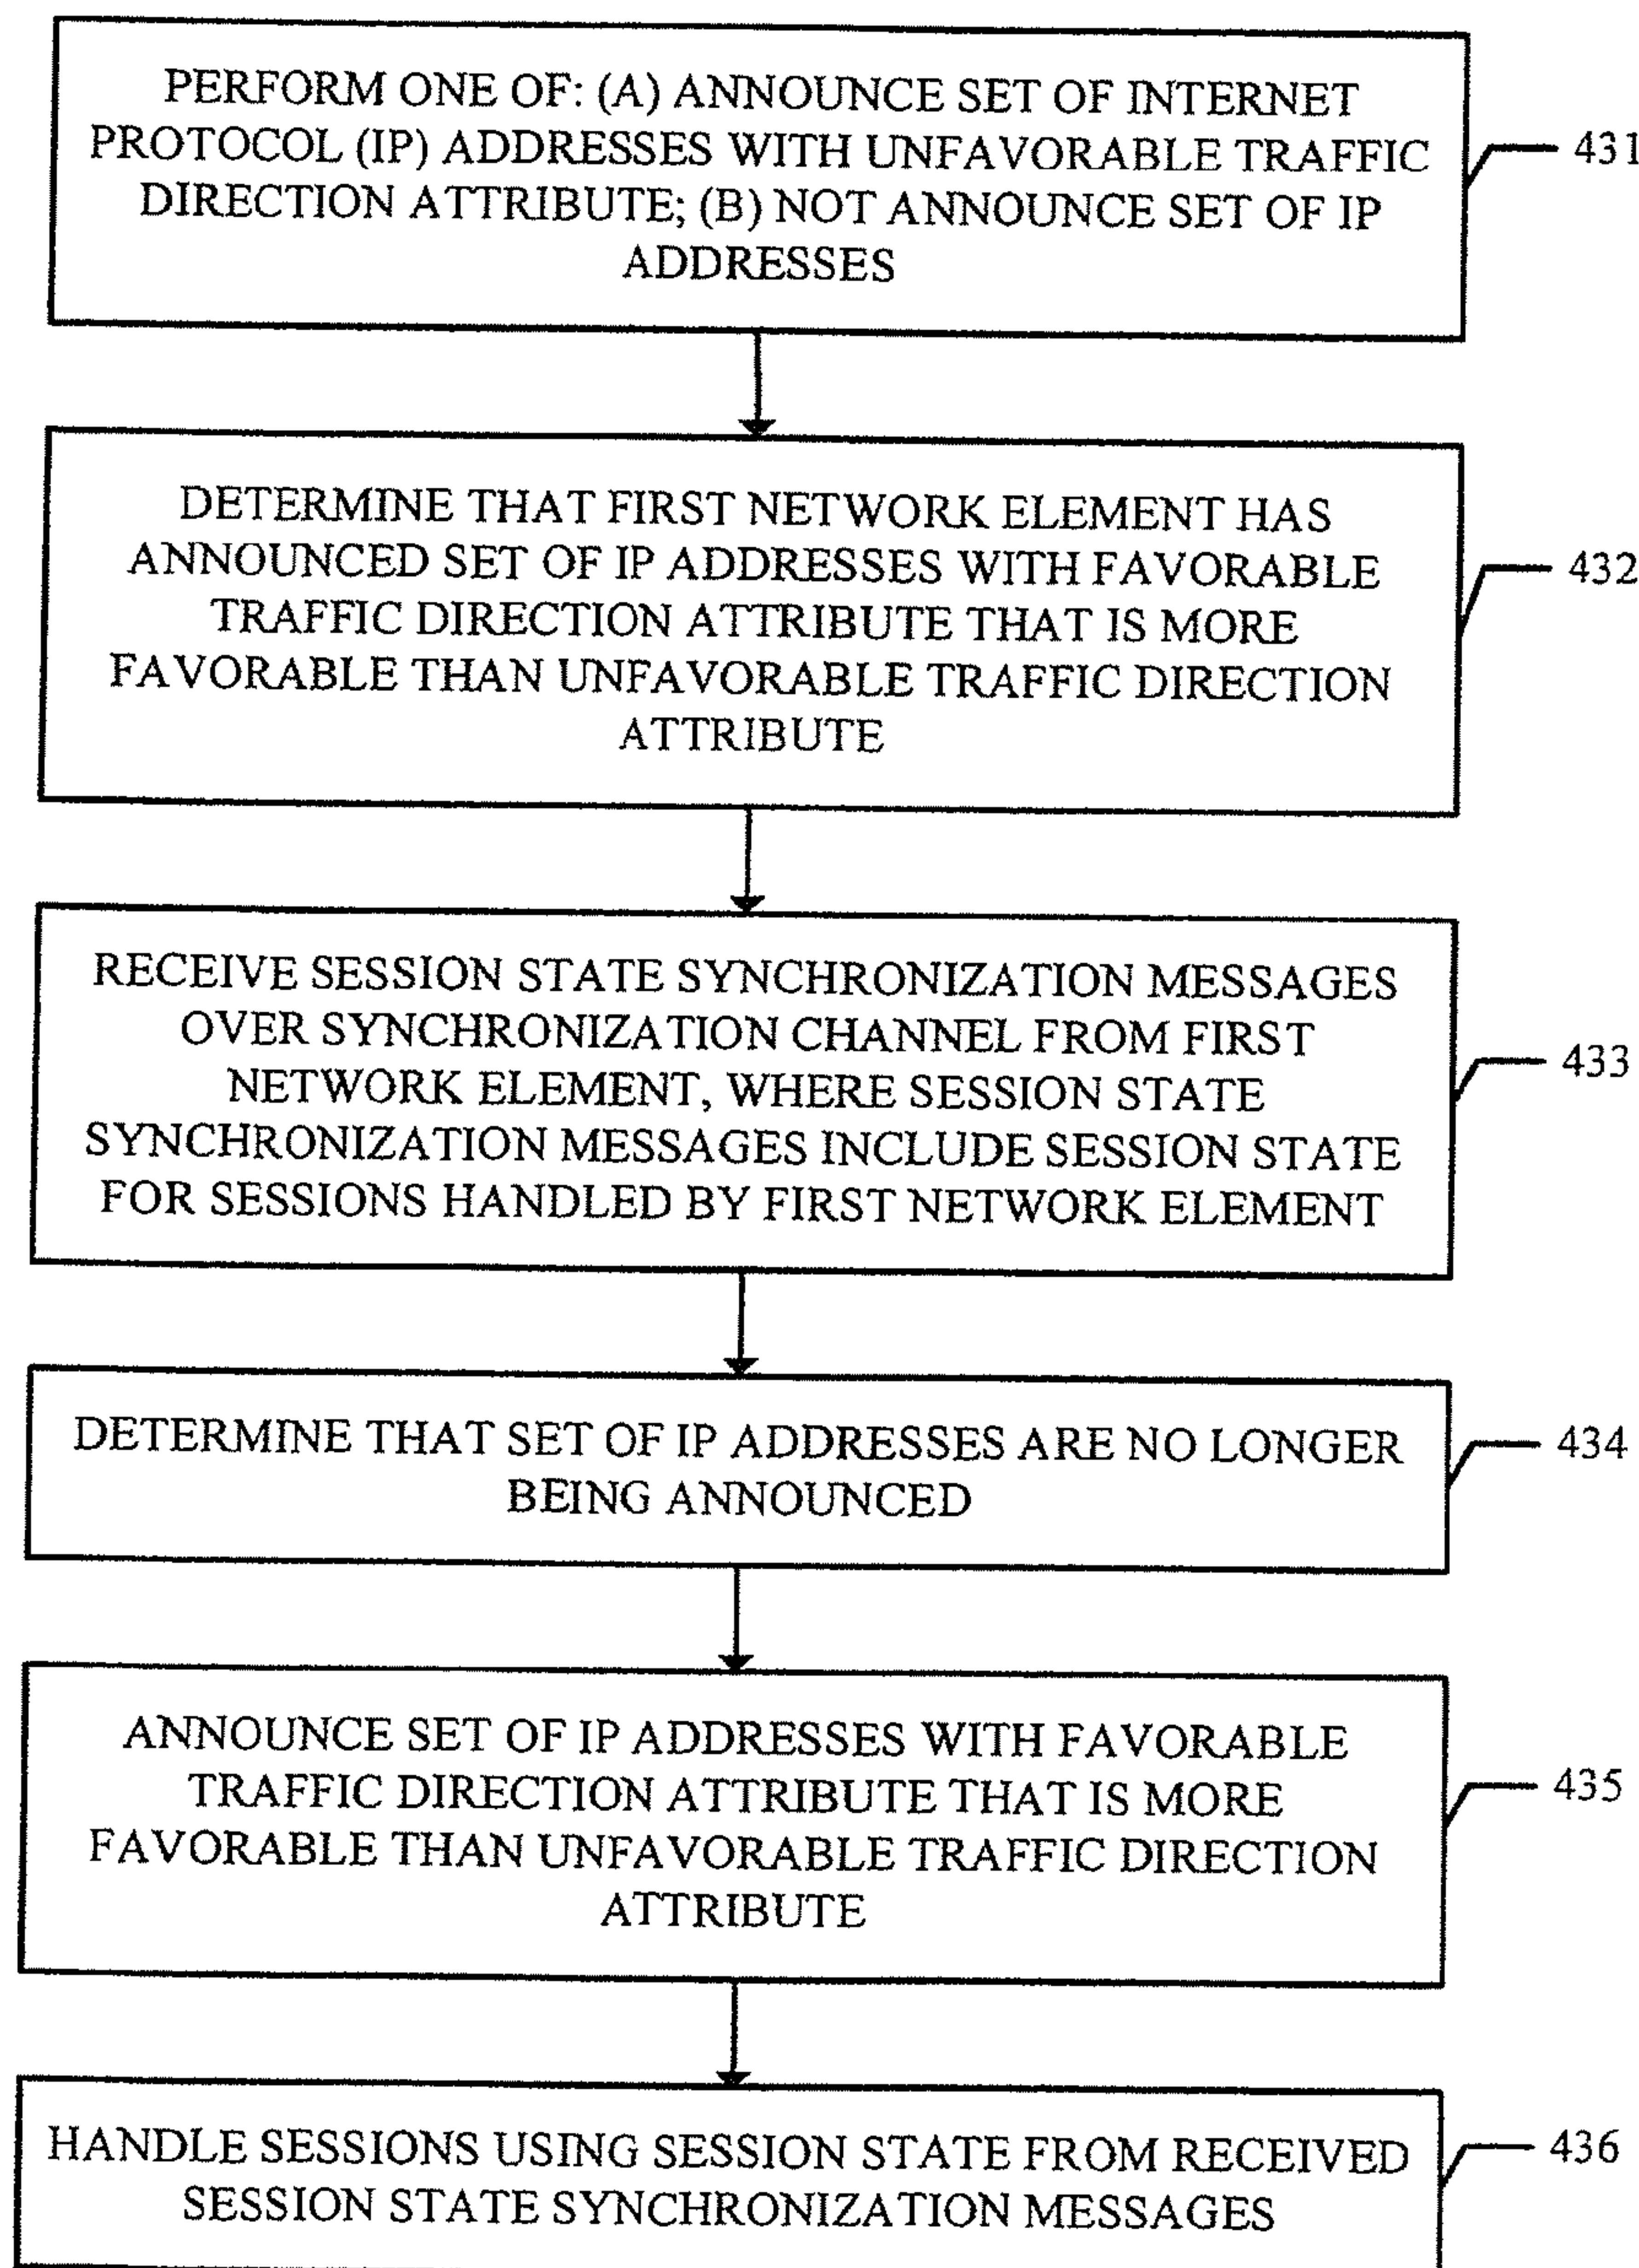 PERFORM ONE OF: (A) ANNOUNCE SET OF INTERNET
PROTOCOL (IP) ADDRESSES WITH UNFAVORABLE TRAFFIC
DIRECTION ATTRIBUTE; (B) NOT ANNOUNCE SET OF IP
ADDRESSES
431
DETERMINE THAT FIRST NETWORK ELEMENT HAS
ANNOUNCED SET OF IP ADDRESSES WITH FAVORABLE
TRAFFIC DIRECTION ATTRIBUTE THAT IS MORE
FAVORABLE THAN UNFAVORABLE TRAFFIC DIRECTION
ATTRIBUTE
432
RECEIVE SESSION STATE SYNCHRONIZATION MESSAGES
OVER SYNCHRONIZATION CHANNEL FROM FIRST
NETWORK ELEMENT, WHERE SESSION STATE
SYNCHRONIZATION MESSAGES INCLUDE SESSION STATE
FOR SESSIONS HANDLED BY FIRST NETWORK ELEMENT
433
DETERMINE THAT SET OF IP ADDRESSES ARE NO LONGER
BEING ANNOUNCED
434
ANNOUNCE SET OF IP ADDRESSES WITH FAVORABLE
TRAFFIC DIRECTION ATTRIBUTE THAT IS MORE
FAVORABLE THAN UNFAVORABLE TRAFFIC DIRECTION
ATTRIBUTE
435
HANDLE SESSIONS USING SESSION STATE FROM RECEIVED
SESSION STATE SYNCHRONIZATION MESSAGES
436